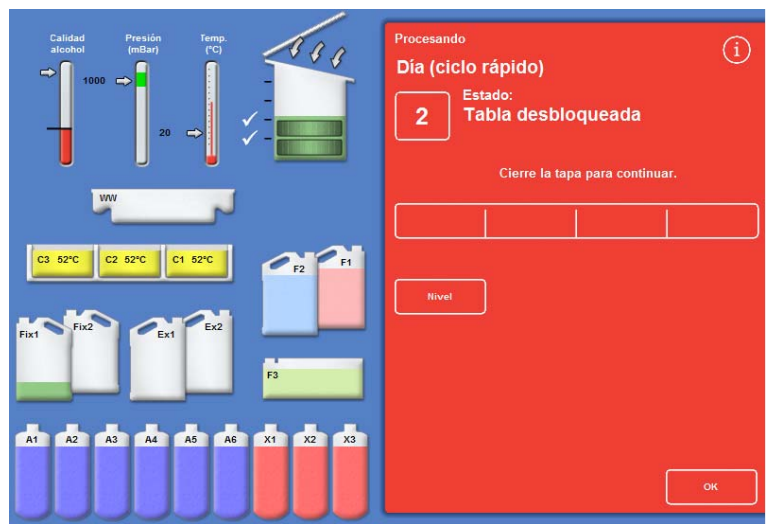 Calidad alcohol
Presión (mBar)
Temp. (°C)
1000
20
WW
C3 52°C
C2 52°C
C1 52°C
F2
F1
Fix1
Fix2
Ex1
Ex2
F3
A1
A2
A3
A4
A5
A6
X1
X2
X3
Procesando
i
Día (ciclo rápido)
2
Estado:
Tabla desbloqueada
Cierre la tapa para continuar.
Nivel
OK